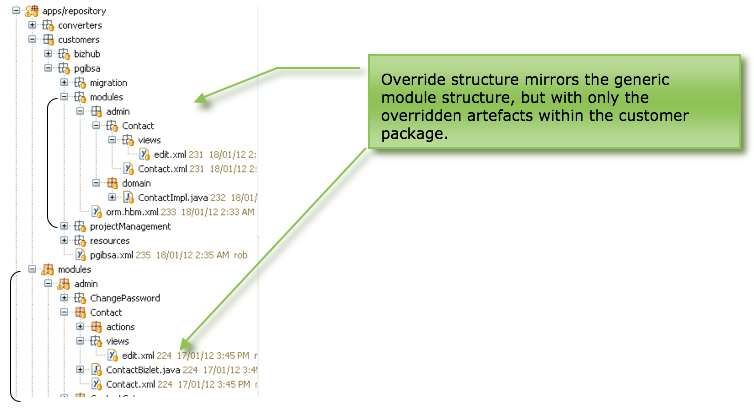 apps/repository
converters
customers
bizhub
pgibsa
migration
modules
admin
Contact
views
edit.xml 231 18/01/12 2:
Contact.xml 231 18/01/12 2:
domain
ContactImpl.java 232 18/01/
orm.hbm.xml 233 18/01/12 2:33 AM
projectManagement
resources
pgibsa.xml 235 18/01/12 2:35 AM rob
modules
admin
ChangePassword
Contact
actions
views
edit.xml 224 17/01/12 3:45 PM r
ContactBizlet.java 224 17/01/12 3:4
Contact.xml 224 17/01/12 3:45 PM
Override structure mirrors the generic
module structure, but with only the
overridden artefacts within the customer
package.